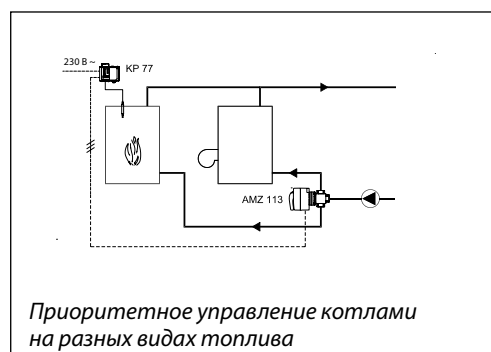 230 В ~
KP 77
AMZ 113
Приоритетное управление котлами
на разных видах топлива